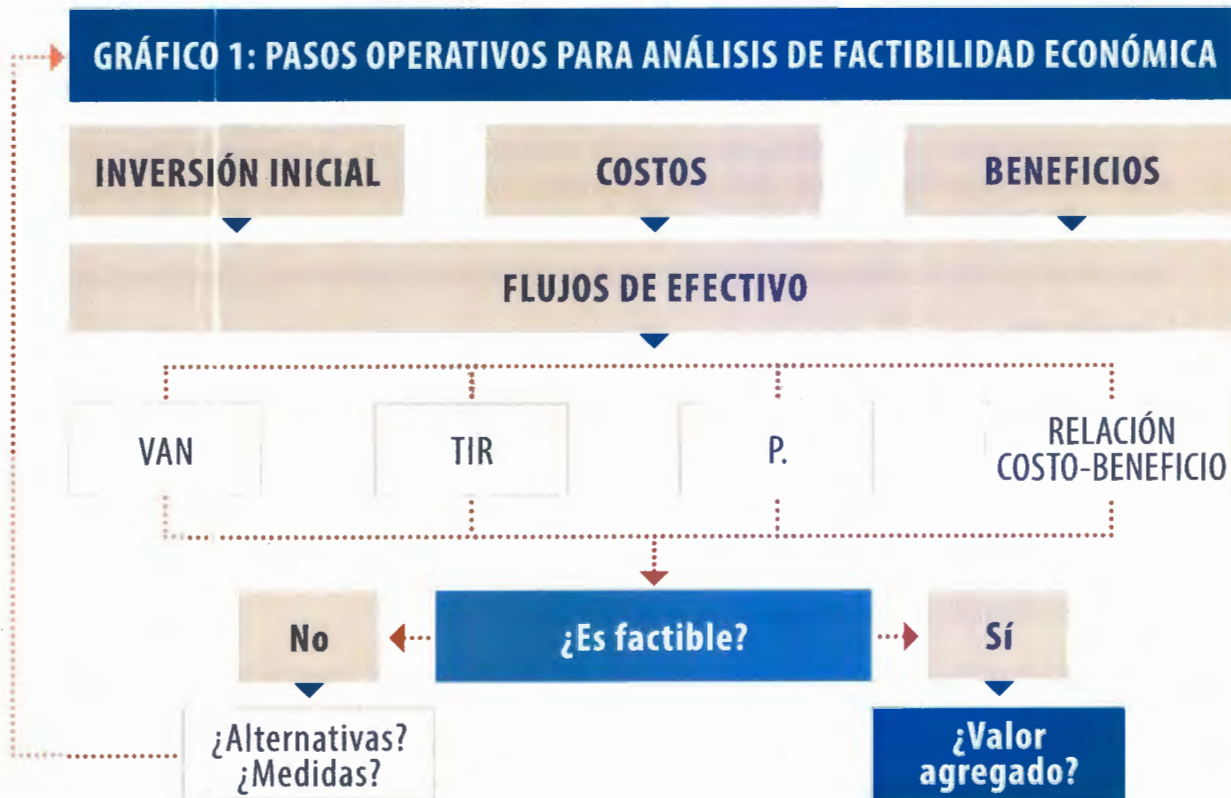 GRÁFICO 1: PASOS OPERATIVOS PARA ANÁLISIS DE FACTIBILIDAD ECONÓMICA
INVERSIÓN INICIAL
COSTOS
BENEFICIOS
FLUJOS DE EFECTIVO
VAN
TIR
P.
RELACIÓN
COSTO-BENEFICIO
No
¿Es factible?
Sí
¿Alternativas?
¿Medidas?
¿Valor
agregado?